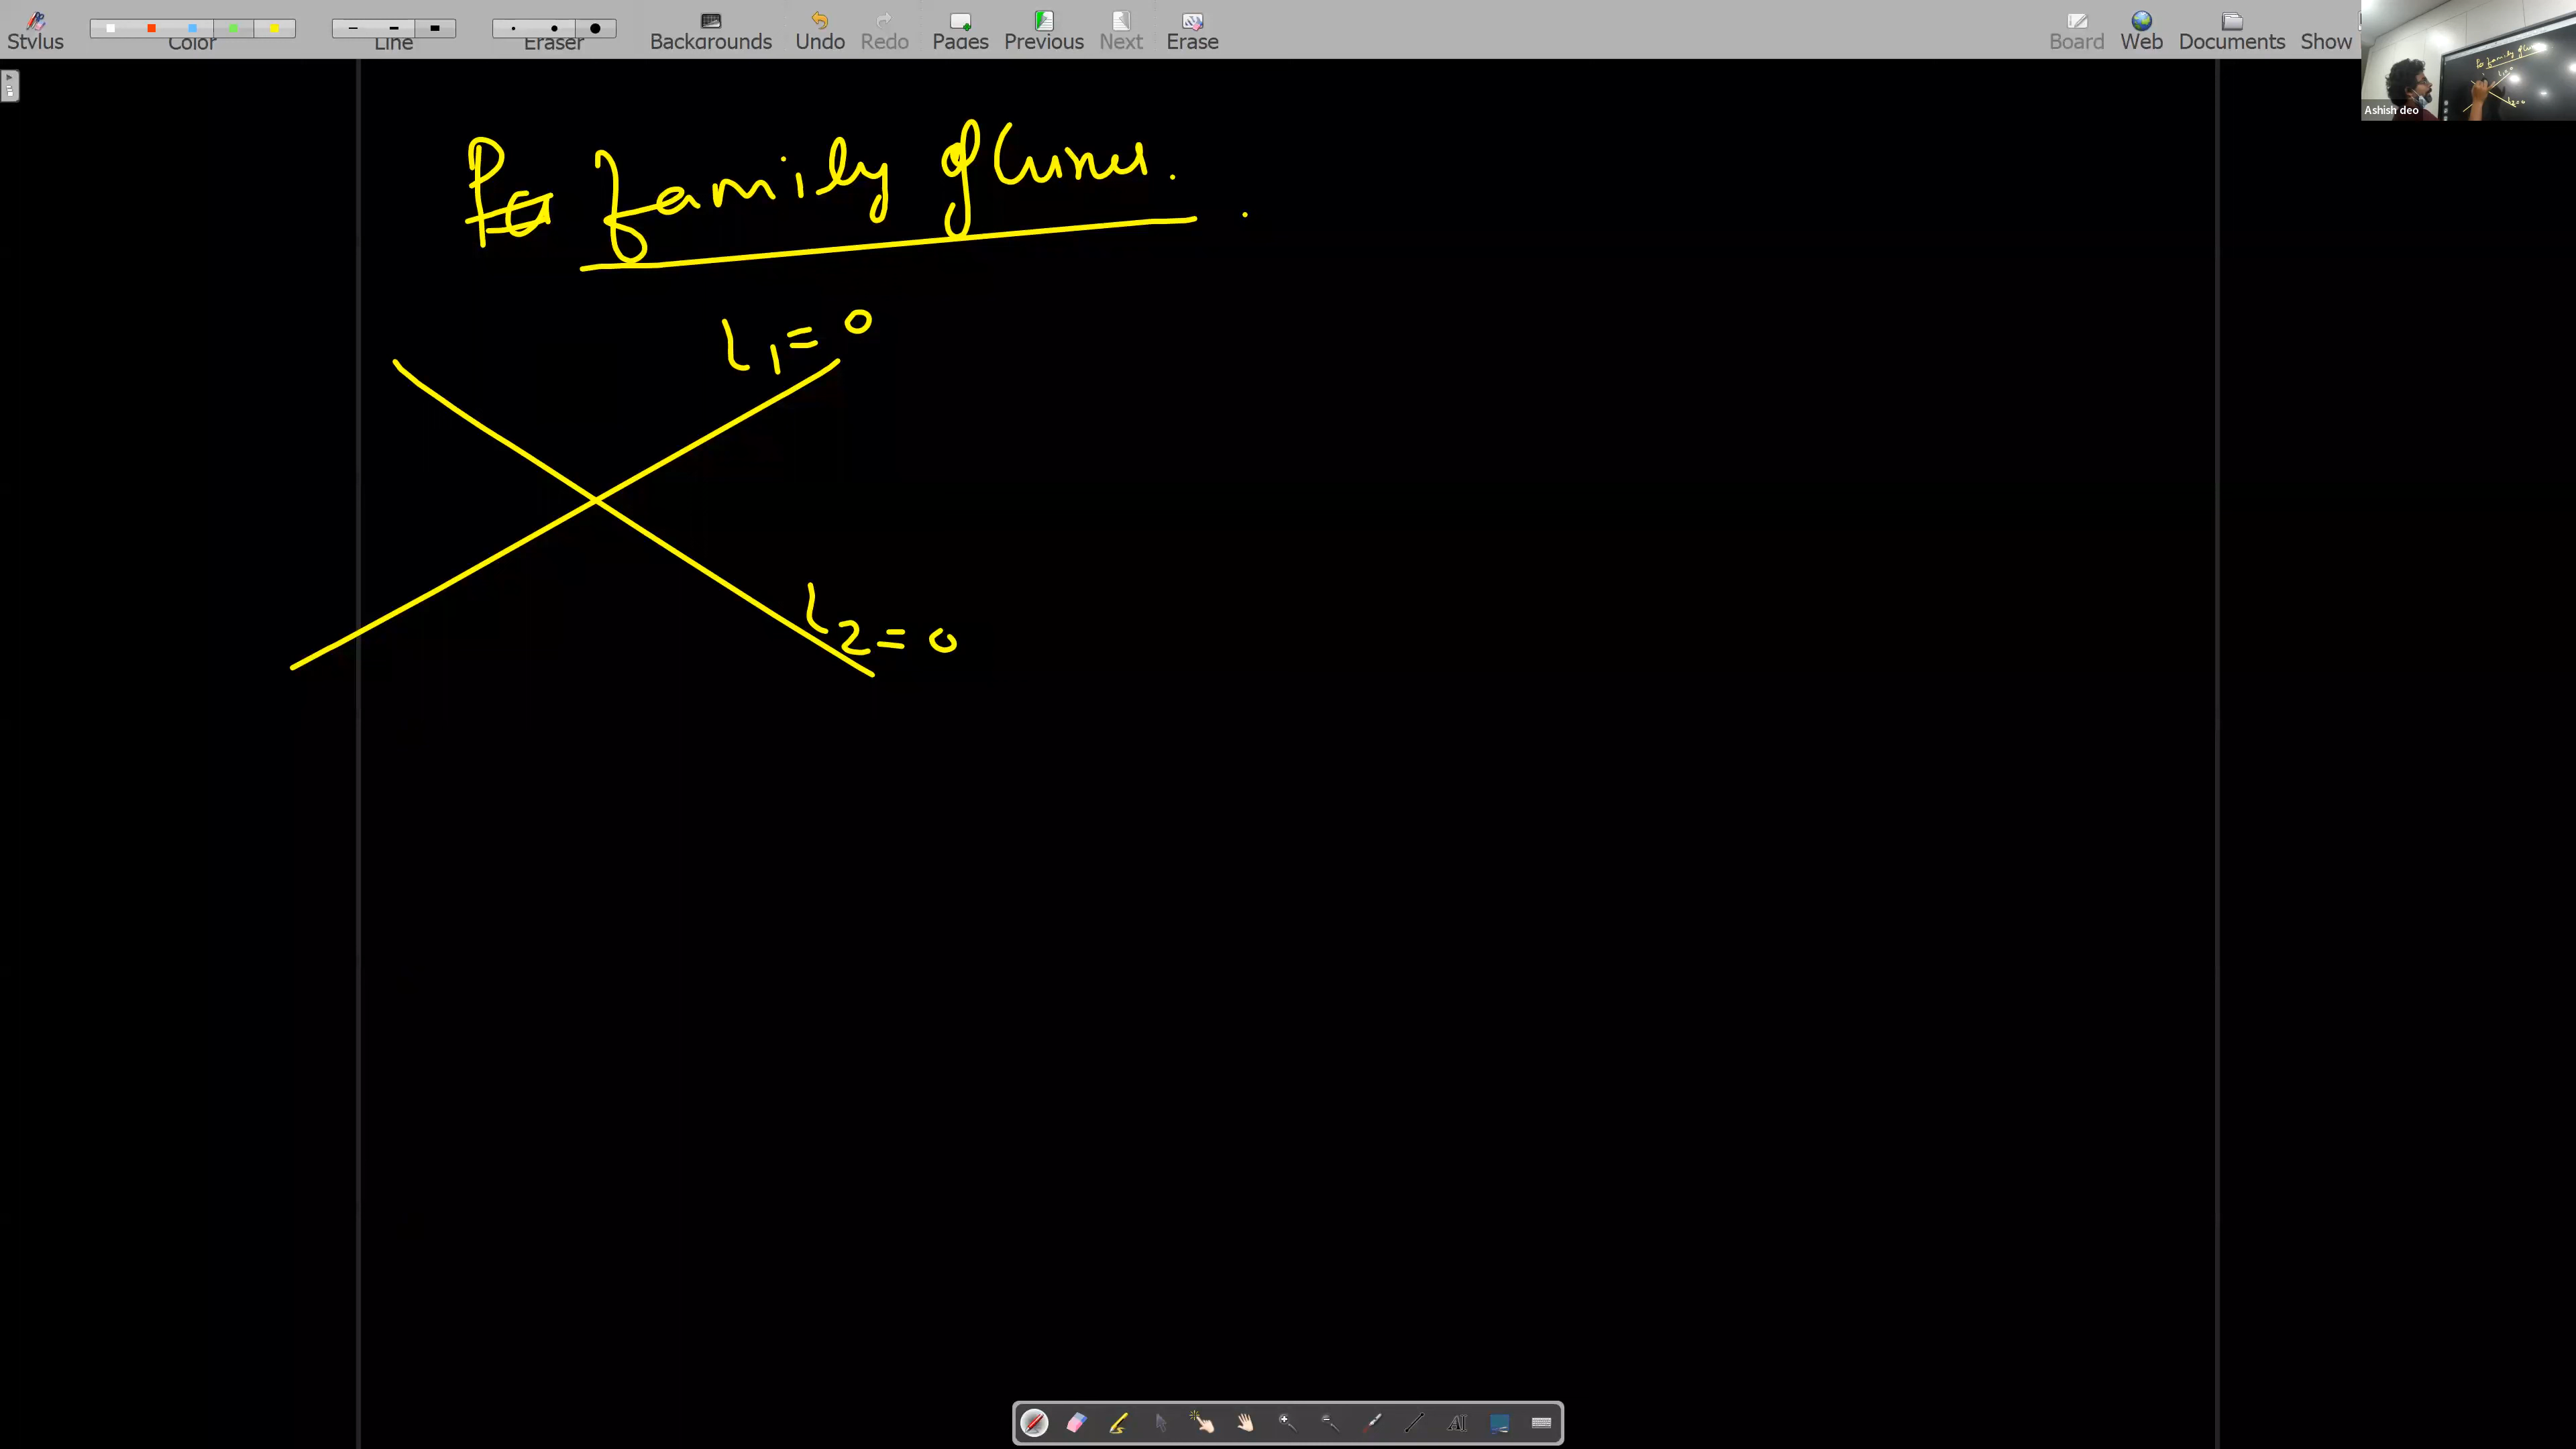 Stylus Color Line Eraser Backgrounds Undo Redo Pages Previous Next Erase Board Web Documents Show
Ashish deo
family of Curves.
L1 = 0
L2 = 0